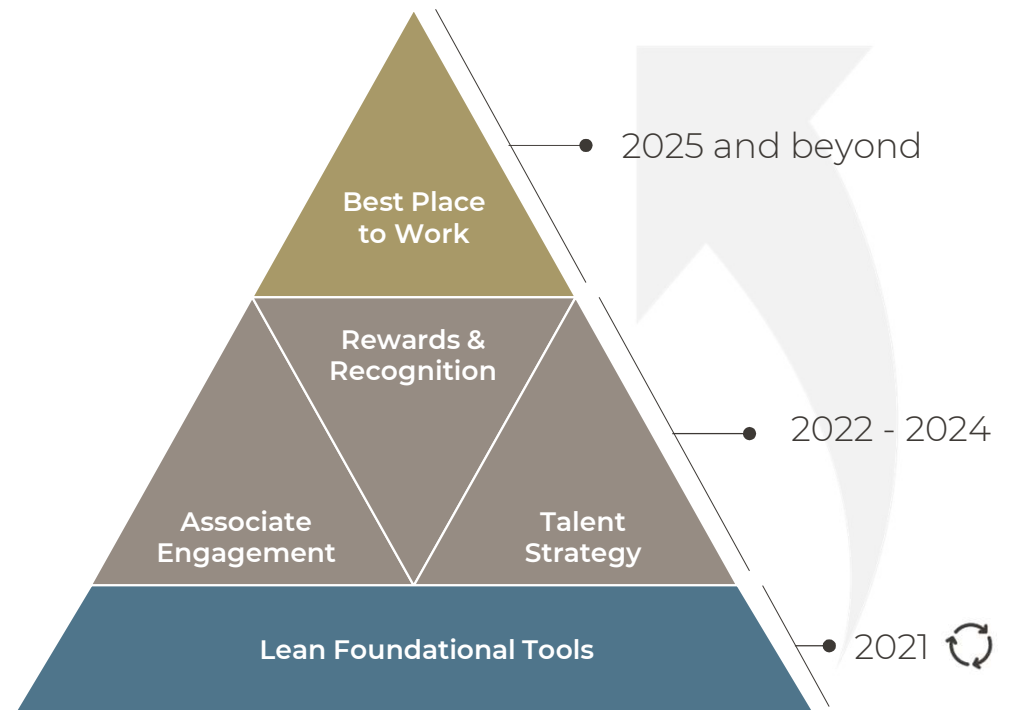 2025 and beyond
Best Place
to Work
Rewards &
Recognition
2022 - 2024
Associate
Engagement
Talent
Strategy
Lean Foundational Tools
2021